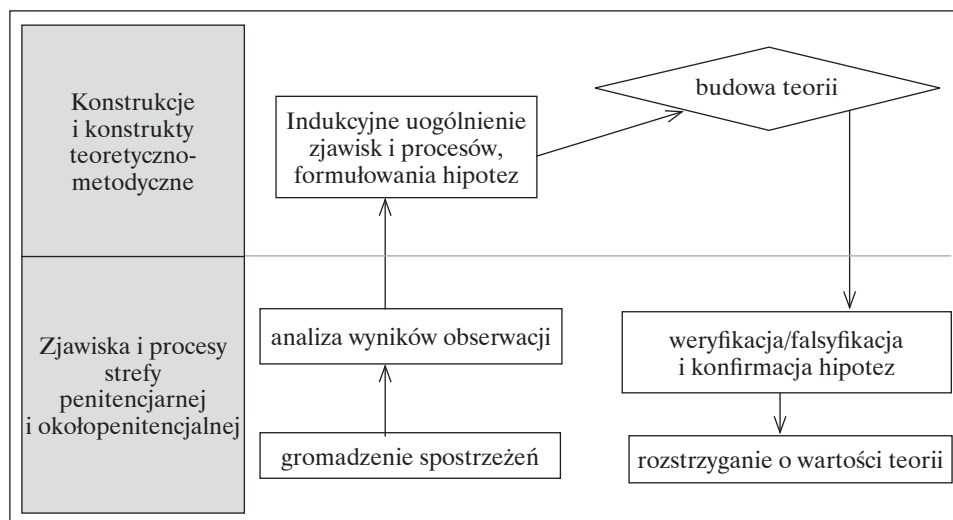 Konstrukcje
i konstrukty
teoretyczno-
metodyczne
Indukcyjne uogólnienie
zjawisk i procesów,
formułowania hipotez
budowa teorii
Zjawiska i procesy
strefy
penitencjarnej
i okołopenitencjalnej
analiza wyników obserwacji
gromadzenie spostrzeżeń
weryfikacja/falsyfikacja
i konfirmacja hipotez
rozstrzyganie o wartości teorii